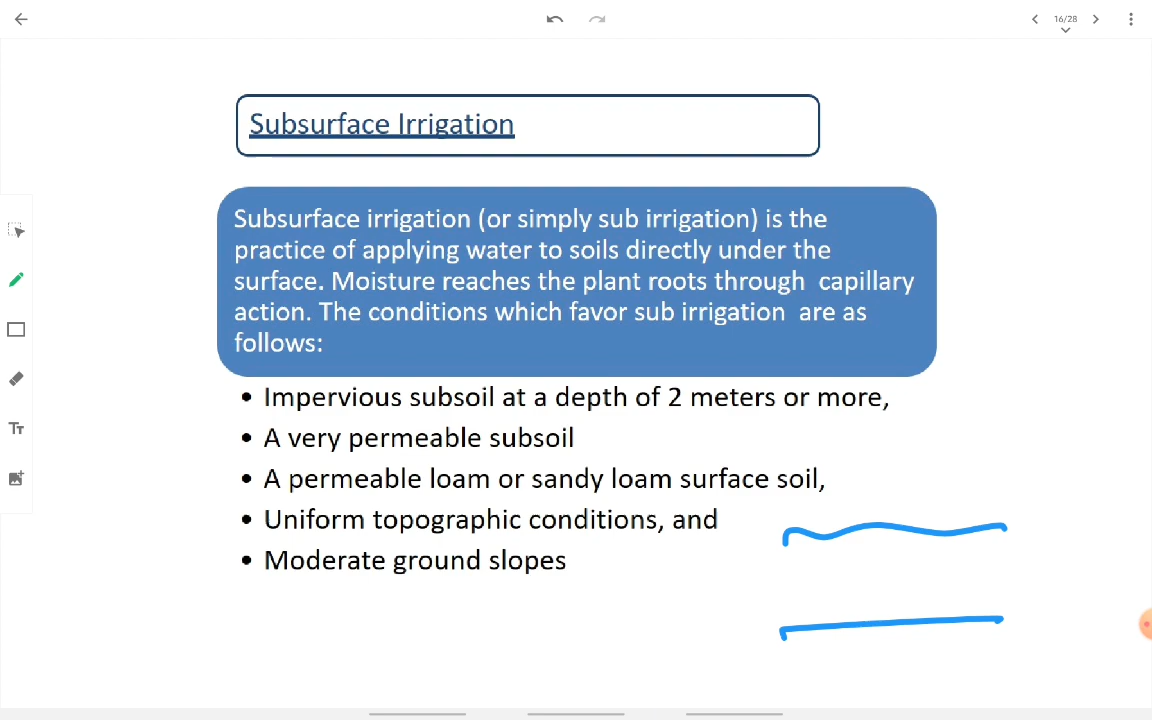 16/28
Subsurface Irrigation
Subsurface irrigation (or simply sub irrigation) is the
practice of applying water to soils directly under the
surface. Moisture reaches the plant roots through capillary
action. The conditions which favor sub irrigation are as
follows:
• Impervious subsoil at a depth of 2 meters or more,
• A very permeable subsoil
• A permeable loam or sandy loam surface soil,
• Uniform topographic conditions, and
• Moderate ground slopes
Tт